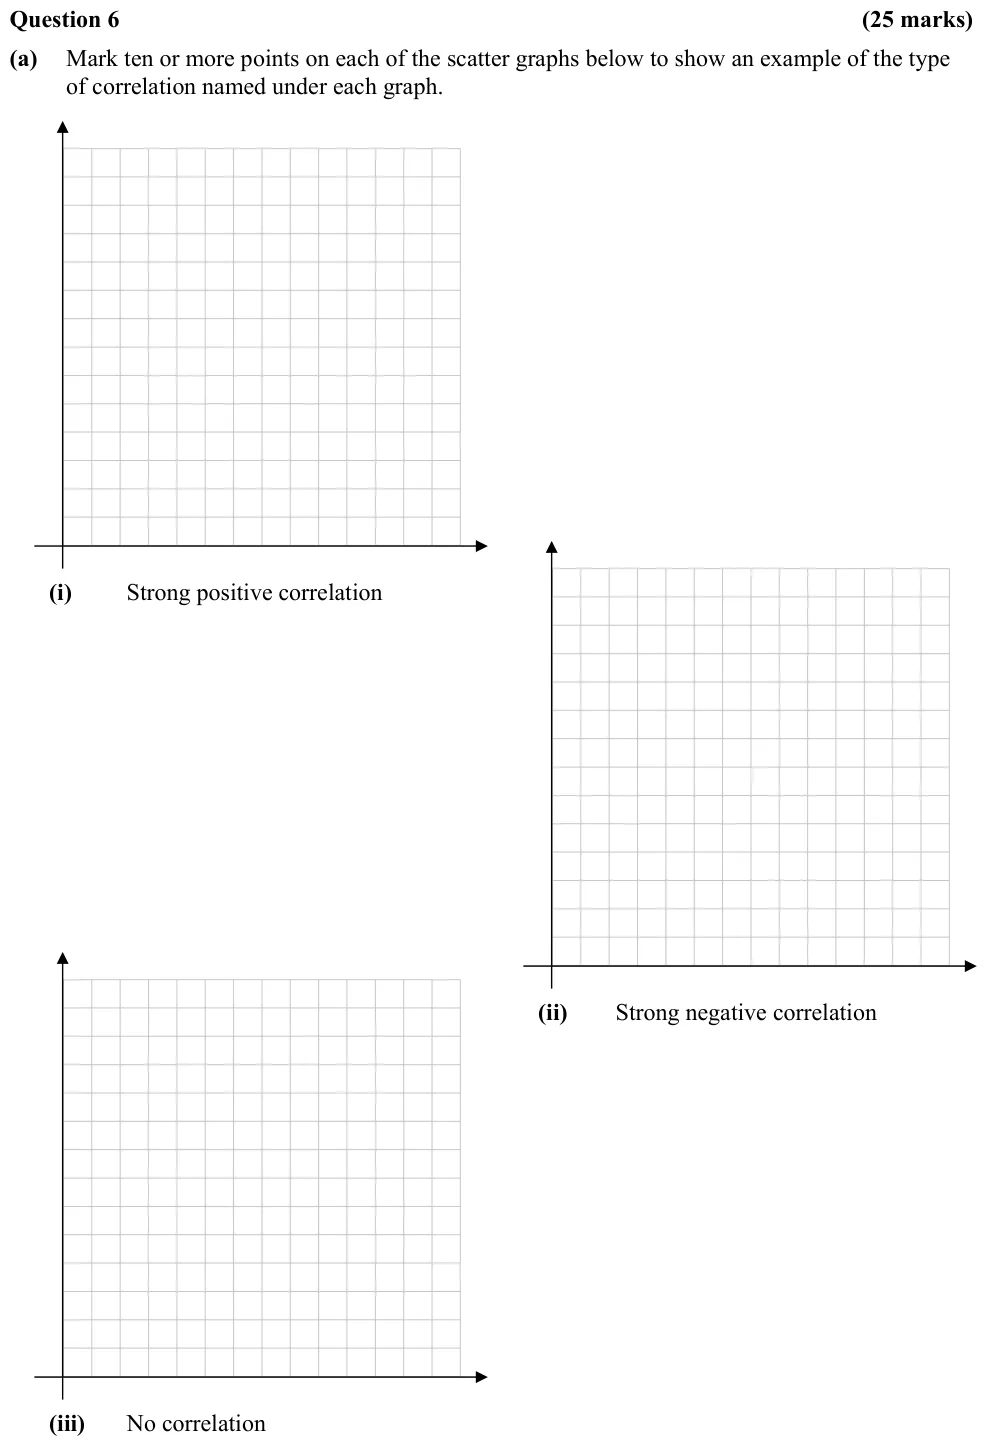 Question 6 (25 marks)
(a) Mark ten or more points on each of the scatter graphs below to show an example of the type
of correlation named under each graph.
(i) Strong positive correlation
(ii) Strong negative correlation
(iii) No correlation